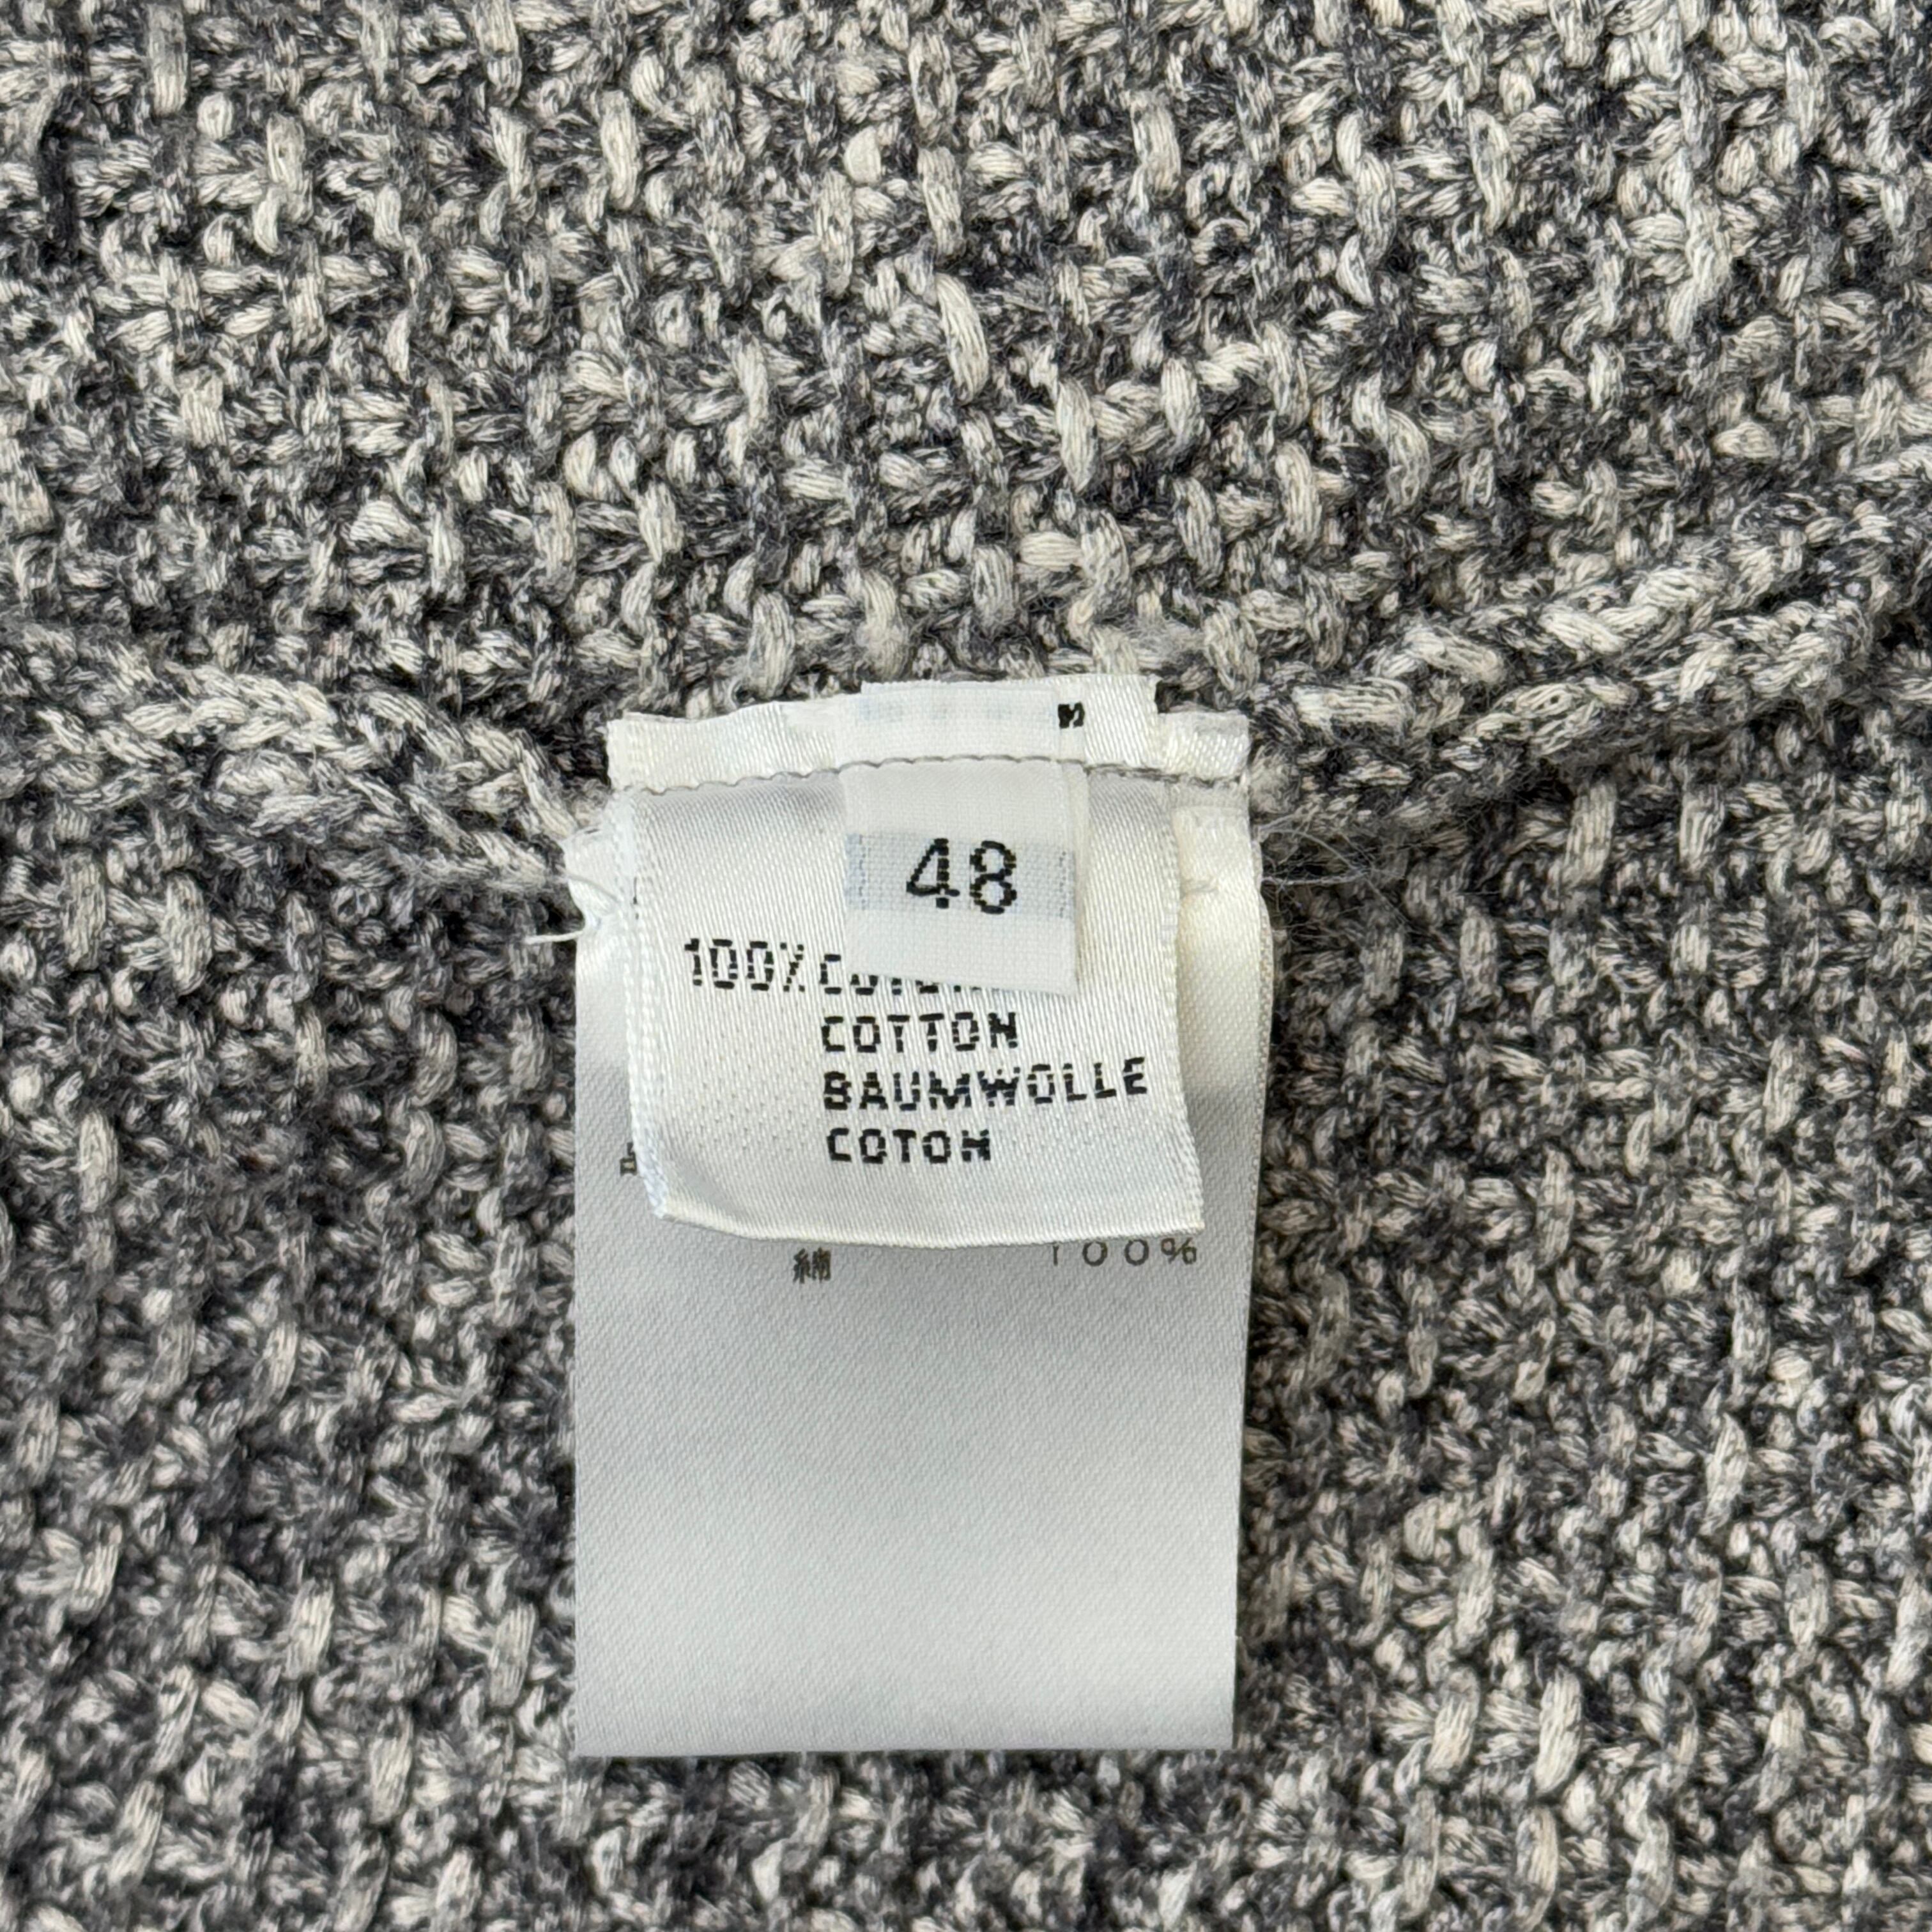 48
100%
COTTON
BAUMWOLLE
COTON
綿 100%